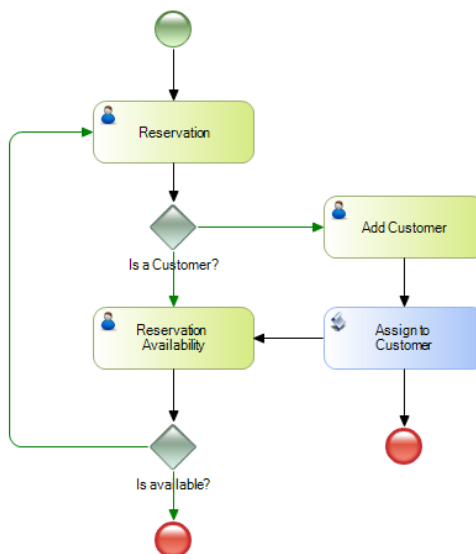 Reservation
Is a Customer?
Add Customer
Reservation
Availability
Assign to
Customer
Is available?